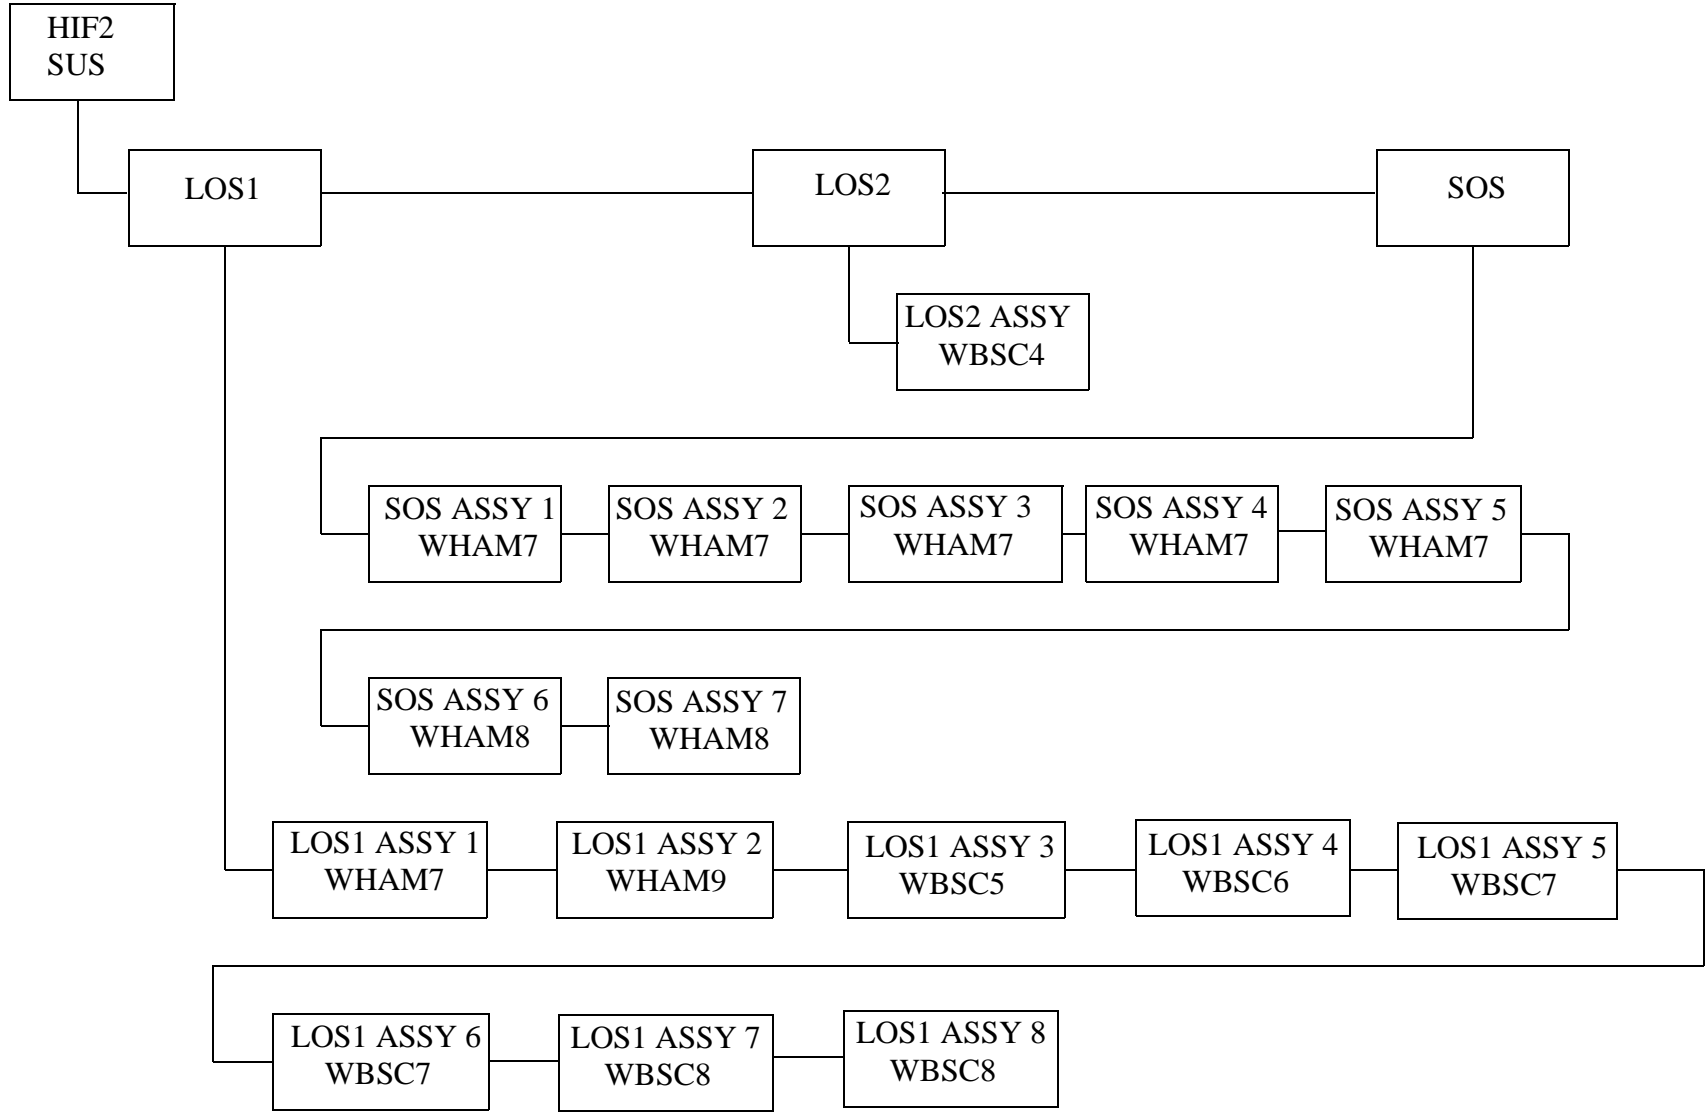 HIF2
SUS
LOS1
LOS2
SOS
LOS2 ASSY
WBSC4
SOS ASSY 1
WHAM7
SOS ASSY 2
WHAM7
SOS ASSY 3
WHAM7
SOS ASSY 4
WHAM7
SOS ASSY 5
WHAM7
SOS ASSY 6
WHAM8
SOS ASSY 7
WHAM8
LOS1 ASSY 1
WHAM7
LOS1 ASSY 2
WHAM9
LOS1 ASSY 3
WBSC5
LOS1 ASSY 4
WBSC6
LOS1 ASSY 5
WBSC7
LOS1 ASSY 6
WBSC7
LOS1 ASSY 7
WBSC8
LOS1 ASSY 8
WBSC8